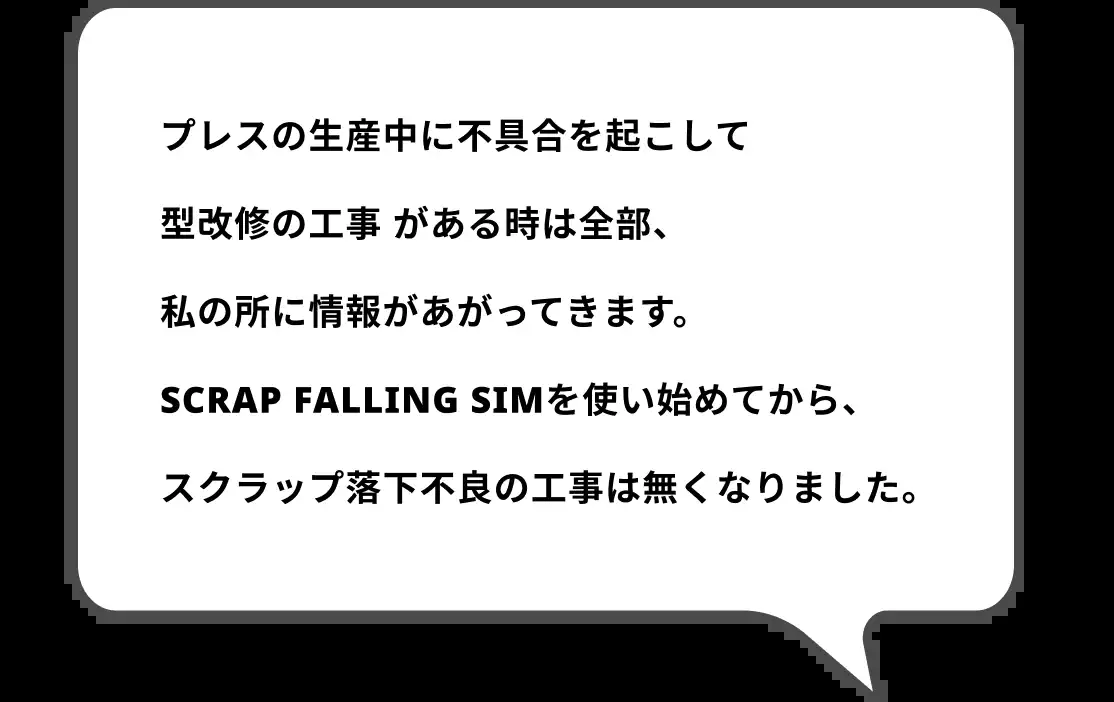 プレスの生産中に不具合を起こして
型改修の工事 がある時は全部、
私の所に情報があがってきます。
SCRAP FALLING SIMを使い始めてから、
スクラップ落下不良の工事は無くなりました。